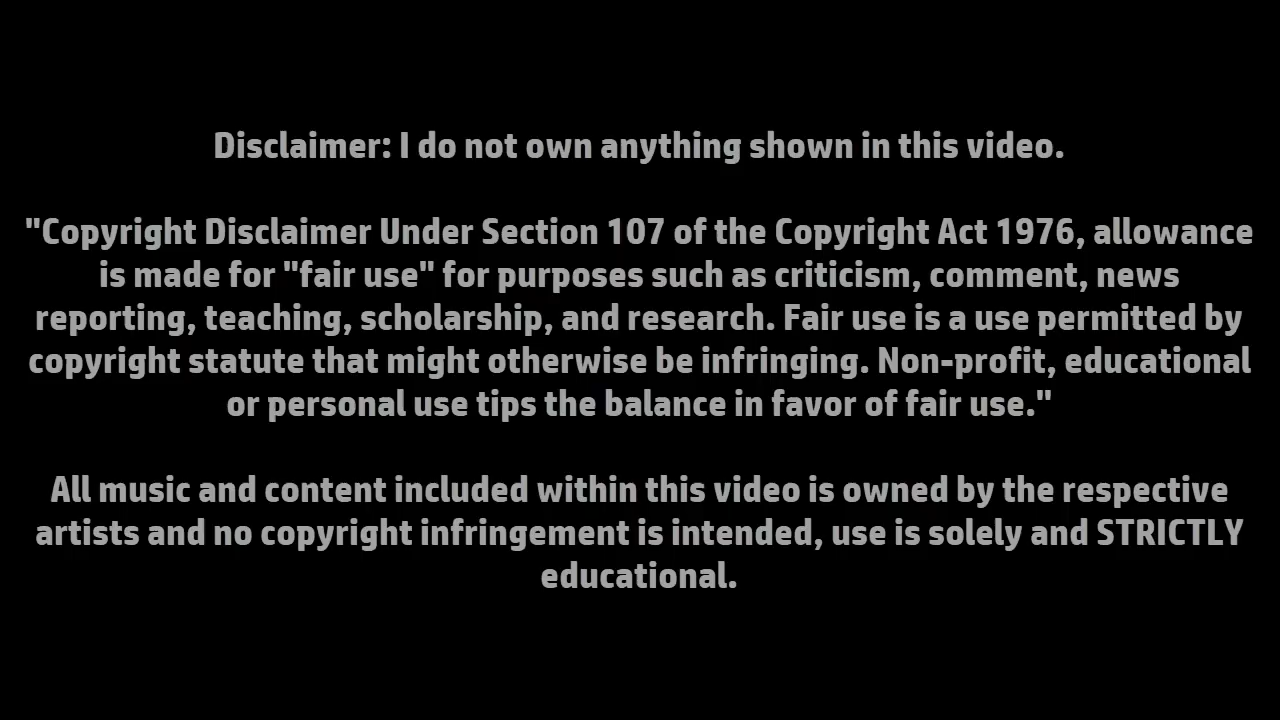 Disclaimer: I do not own anything shown in this video.
"Copyright Disclaimer Under Section 107 of the Copyright Act 1976, allowance
is made for "fair use" for purposes such as criticism, comment, news
reporting, teaching, scholarship, and research. Fair use is a use permitted by
copyright statute that might otherwise be infringing. Non-profit, educational
or personal use tips the balance in favor of fair use."
All music and content included within this video is owned by the respective
artists and no copyright infringement is intended, use is solely and STRICTLY
educational.